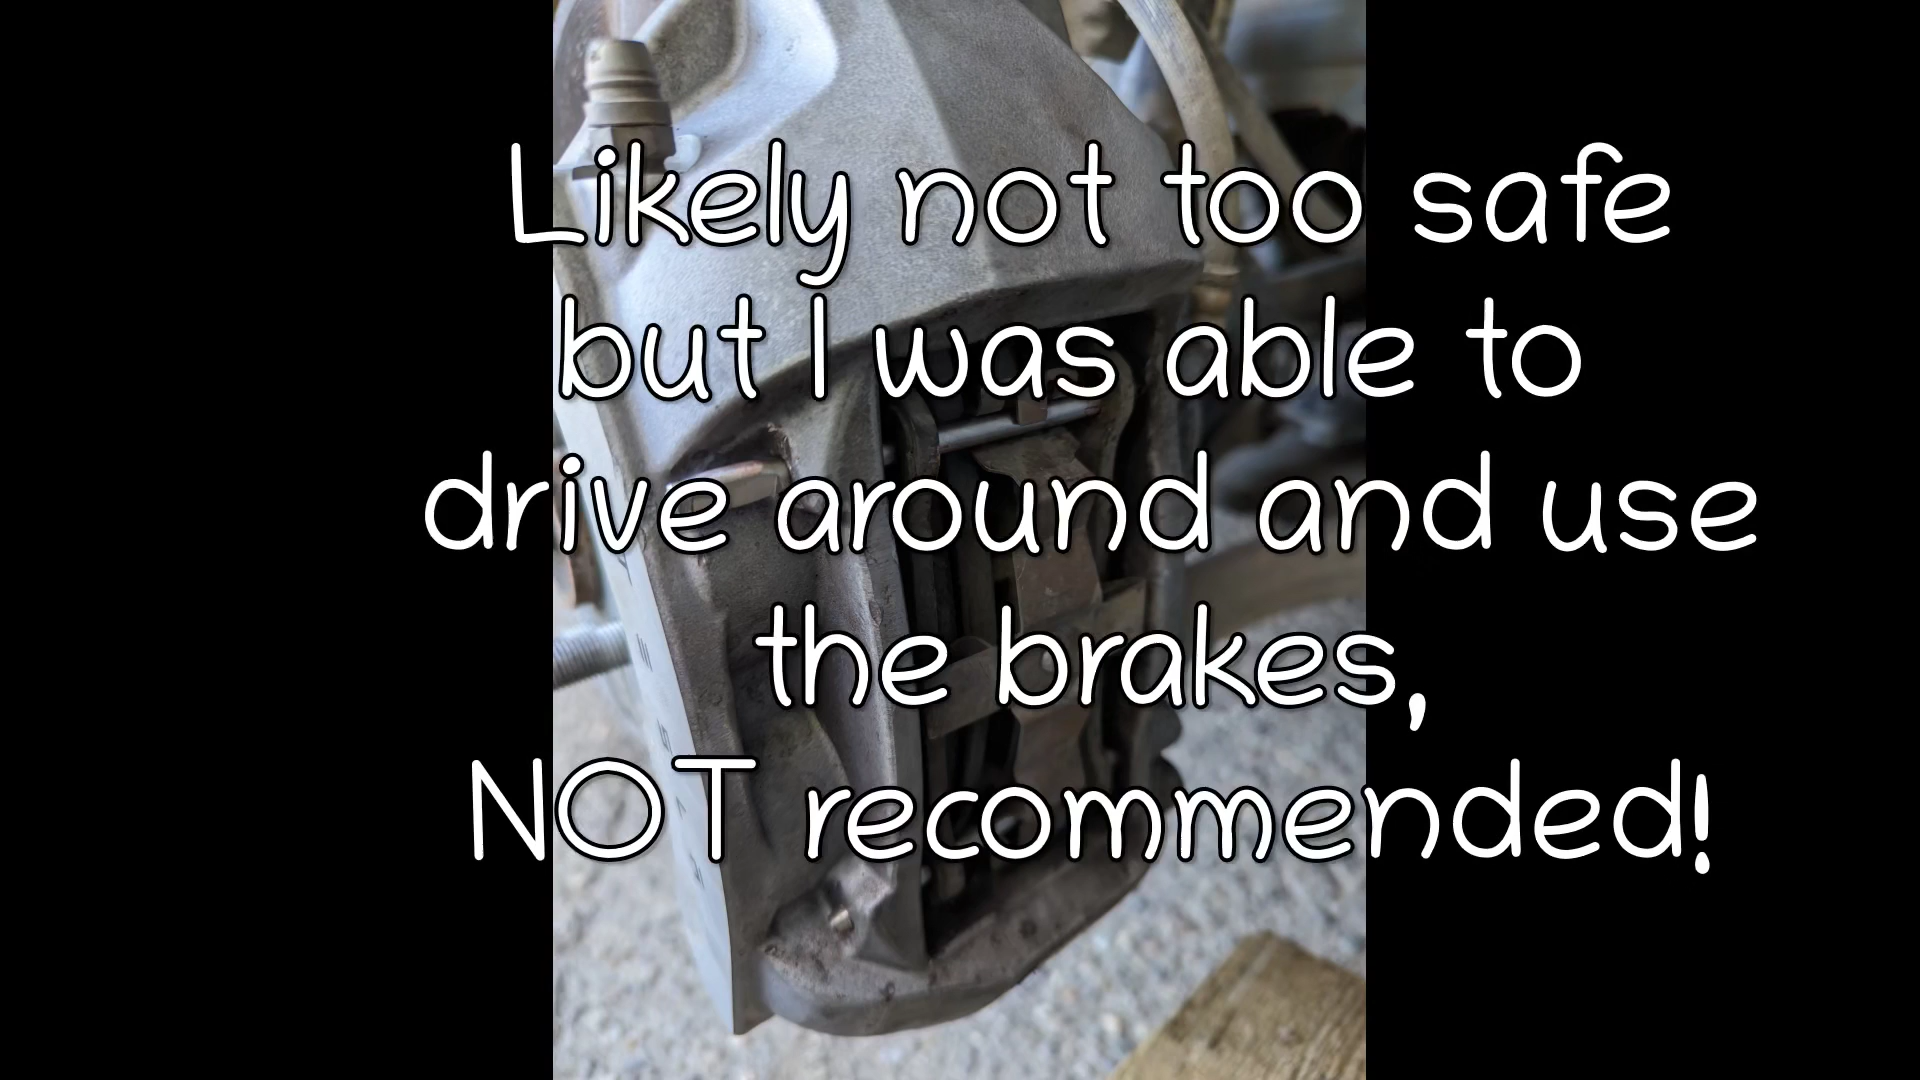 Likely not too safe
but I was able to
drive around and use
the brakes,
NOT recommended!